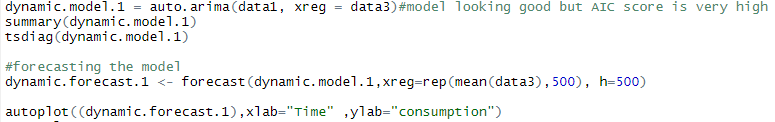 dynamic.model.1 = auto.arima(data1, xreg = data3)#model looking good but AIC score is very high
summary(dynamic.model.1)
tsdiag(dynamic.model.1)
#forecasting the model
dynamic.forecast.1 <- forecast(dynamic.model.1,xreg=rep(mean(data3),500), h=500)
autoplot((dynamic.forecast.1),xlab="Time" ,ylab="consumption")